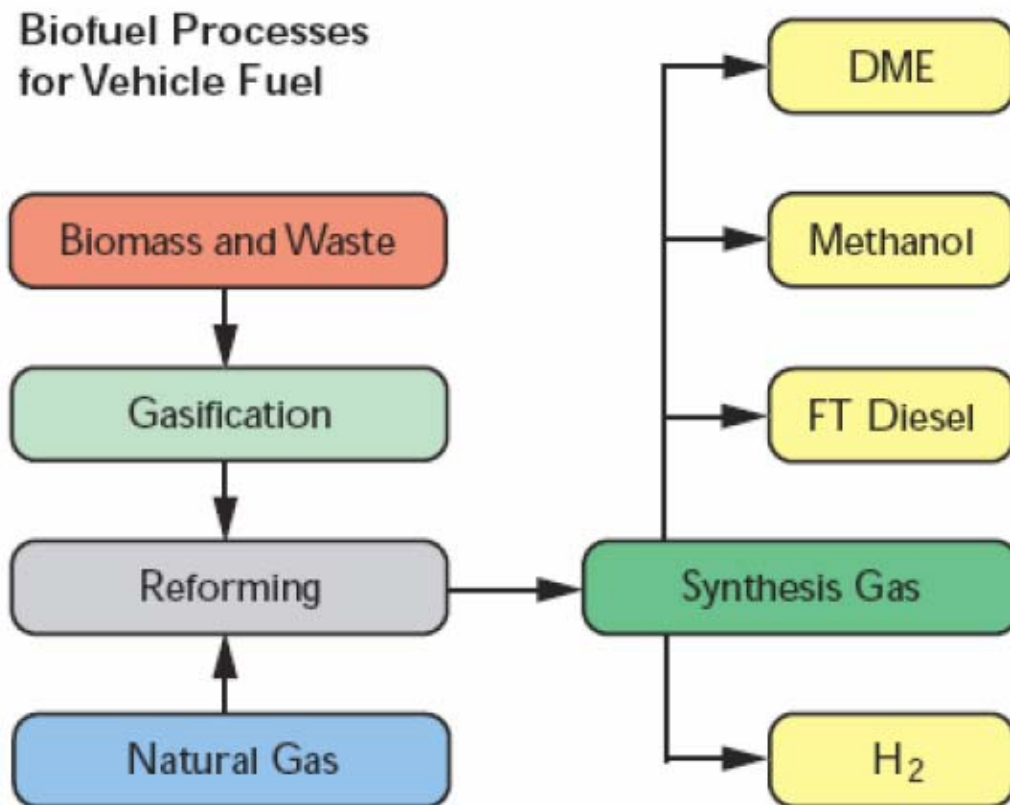 Biofuel Processes
for Vehicle Fuel
Biomass and Waste
Gasification
Reforming
Natural Gas
Synthesis Gas
DME
Methanol
FT Diesel
H₂